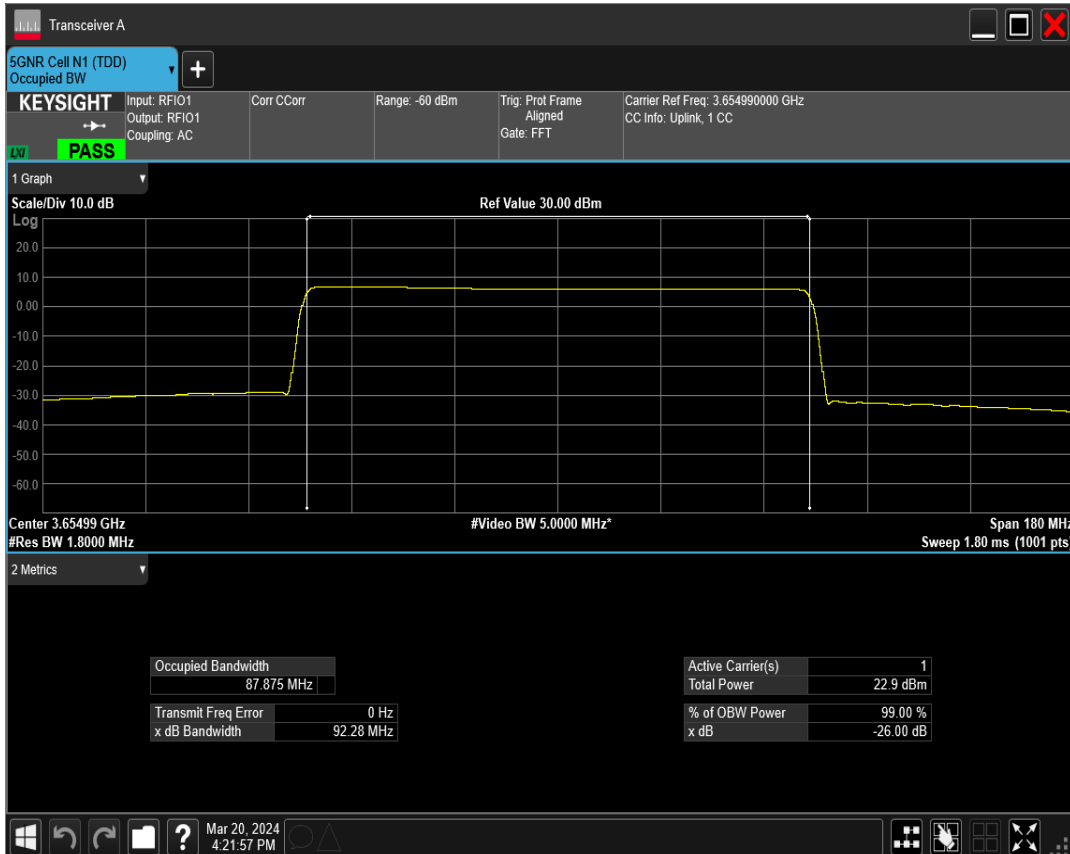 Transceiver A
5GNR Cell N1 (TDD)
Occupied BW
+
KEYSIGHT
LXI
PASS
Input: RFIO1
Output: RFIO1
Coupling: AC
Corr CCorr
Range: -60 dBm
Trig: Prot Frame
Aligned
Gate: FFT
Carrier Ref Freq: 3.654990000 GHz
CC Info: Uplink, 1 CC
1 Graph
Scale/Div 10.0 dB
Ref Value 30.00 dBm
Log
20.0
10.0
0.00
-10.0
-20.0
-30.0
-40.0
-50.0
-60.0
Center 3.65499 GHz
#Video BW 5.0000 MHz*
Span 180 MHz
#Res BW 1.8000 MHz
Sweep 1.80 ms (1001 pts)
2 Metrics
Occupied Bandwidth
87.875 MHz
Transmit Freq Error 0 Hz
x dB Bandwidth 92.28 MHz
Active Carrier(s) 1
Total Power 22.9 dBm
% of OBW Power 99.00 %
x dB -26.00 dB
?
Mar 20, 2024
4:21:57 PM